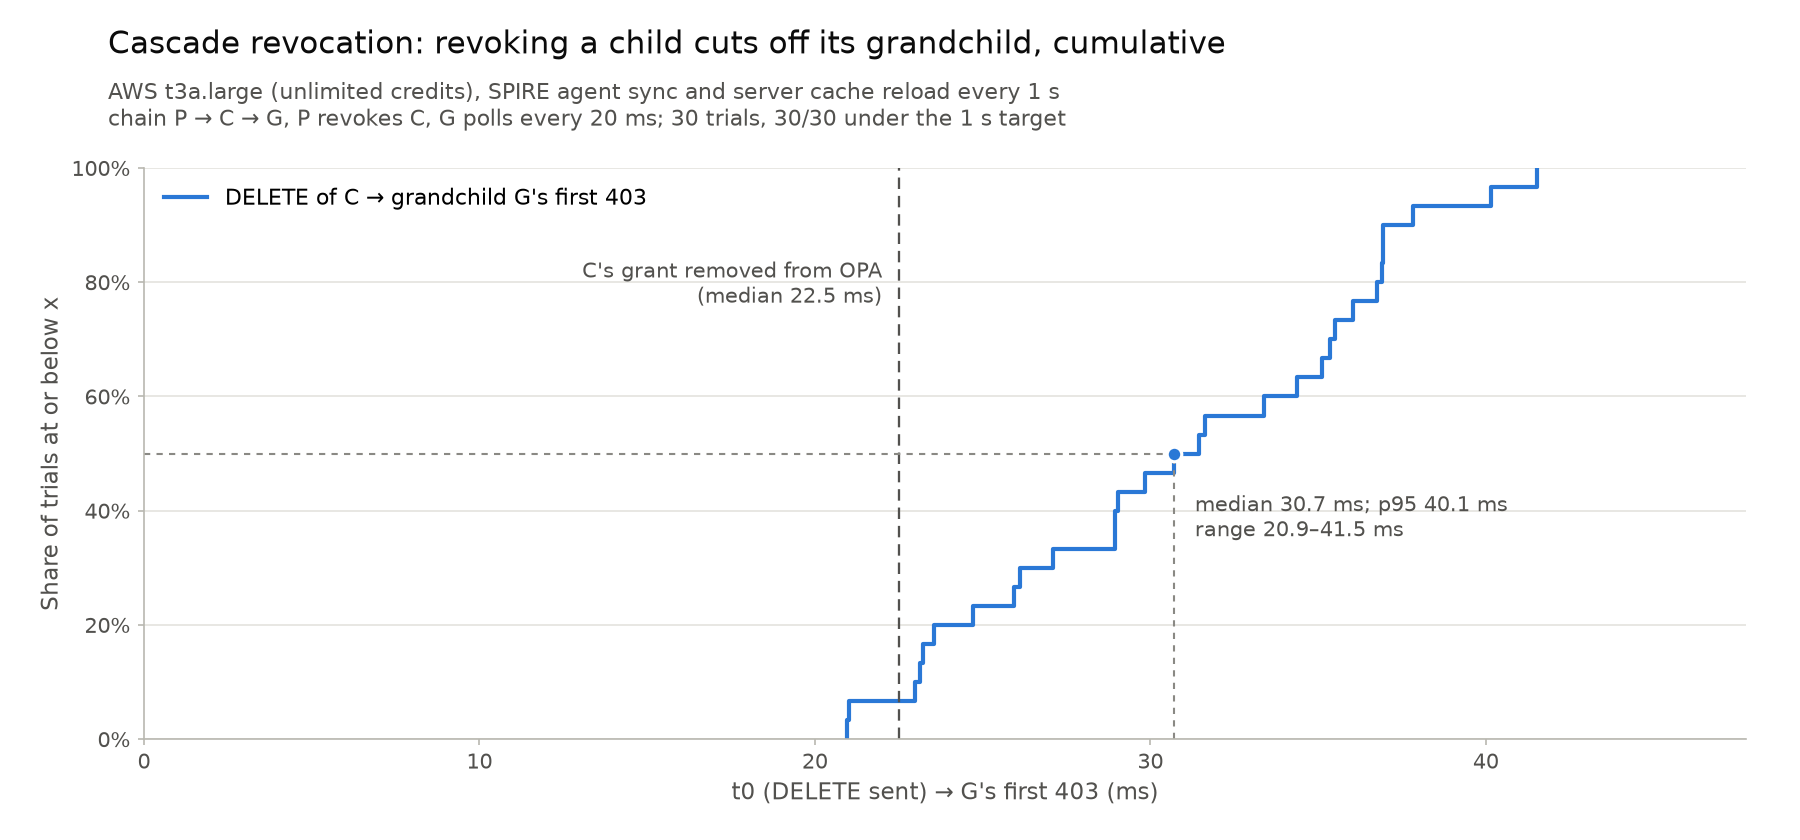 Cascade revocation: revoking a child cuts off its grandchild, cumulative
AWS t3a.large (unlimited credits), SPIRE agent sync and server cache reload every 1 s
chain P → C → G, P revokes C, G polls every 20 ms; 30 trials, 30/30 under the 1 s target
100%
DELETE of C → grandchild G's first 403
C's grant removed from OPA
(median 22.5 ms)
80%
60%
median 30.7 ms; p95 40.1 ms
range 20.9–41.5 ms
40%
20%
0%
Share of trials at or below x
0 10 20 30 40
t0 (DELETE sent) → G's first 403 (ms)